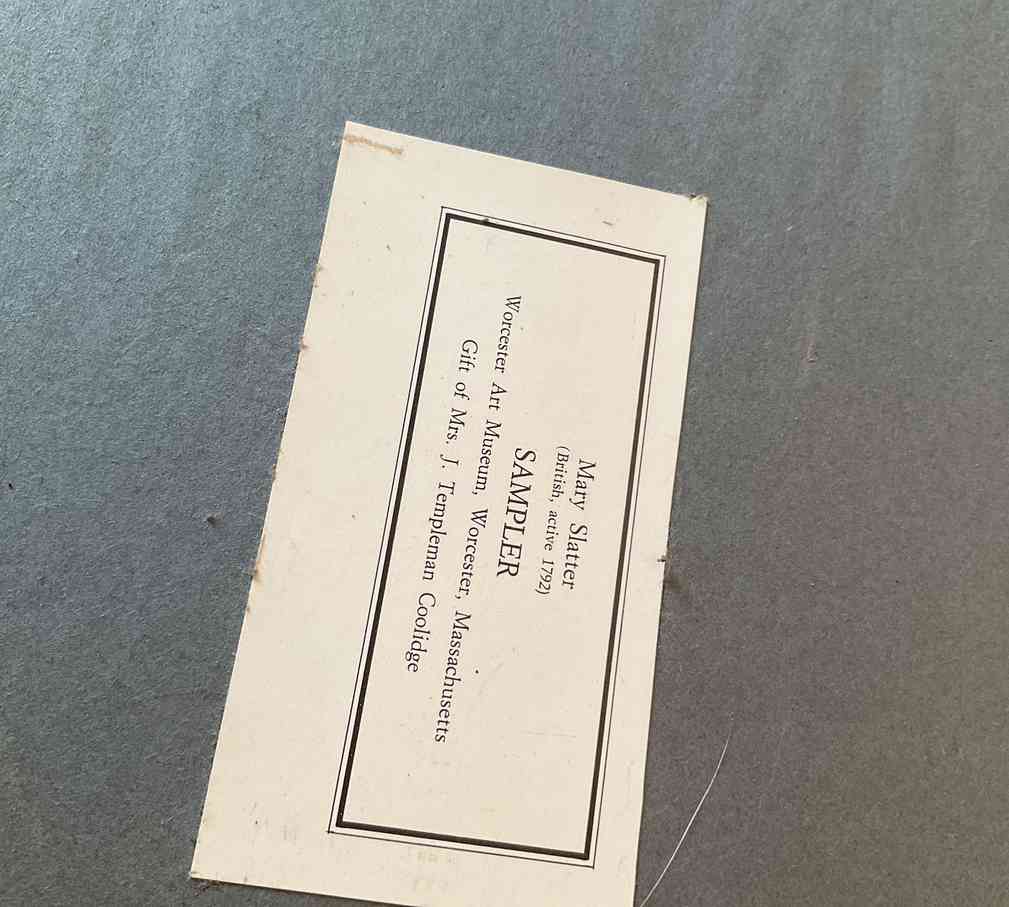 Mary Slatter
(British, active 1792)
SAMPLER
Worcester Art Museum, Worcester, Massachusetts
Gift of Mrs. J. Templeman Coolidge